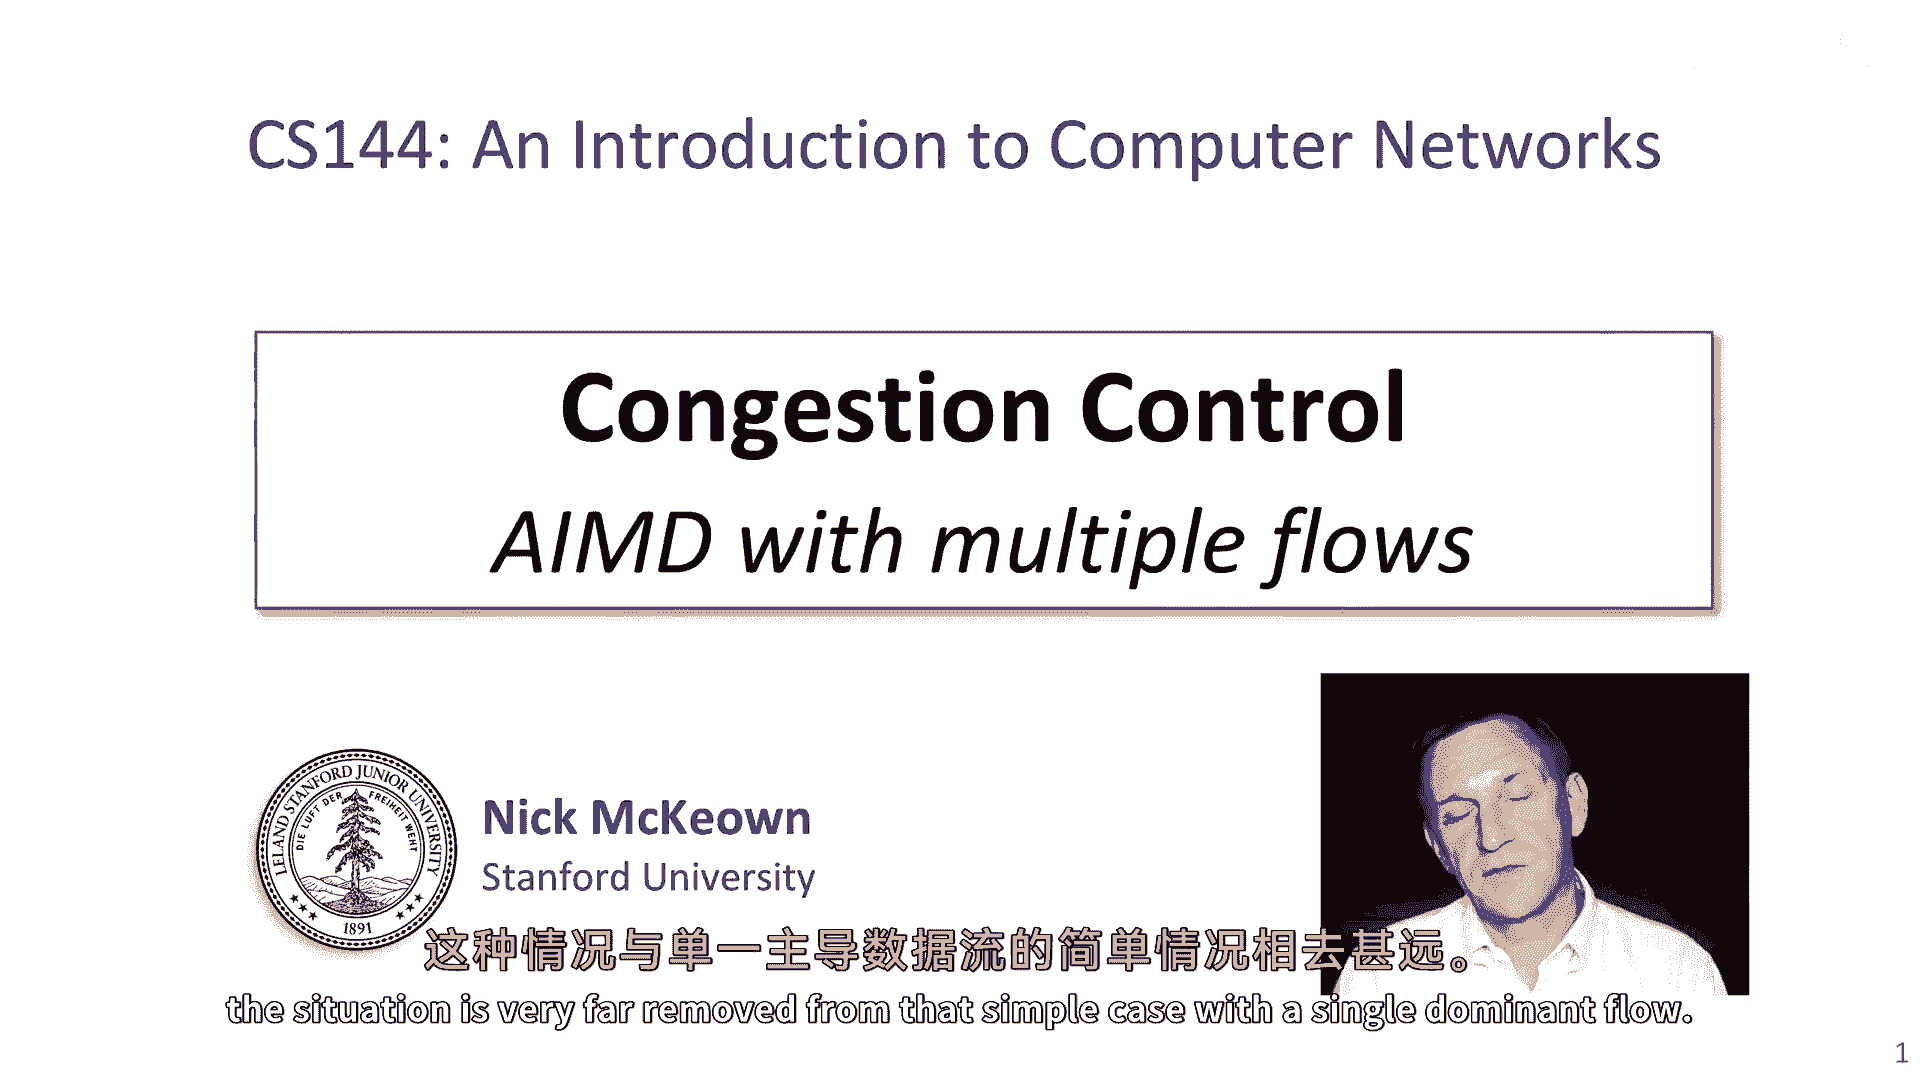 CS144: An Introduction to Computer Networks
Congestion Control
AIMD with multiple flows
LELAND STANFORD JUNIOR UNIVERSITY
DIE LUFT DER FREIHEIT WEHT
1891
Nick McKeown
Stanford University
这种情况与单一主导数据流的简单情况相去甚远。
the situation is very far removed from that simple case with a single dominant flow.
1